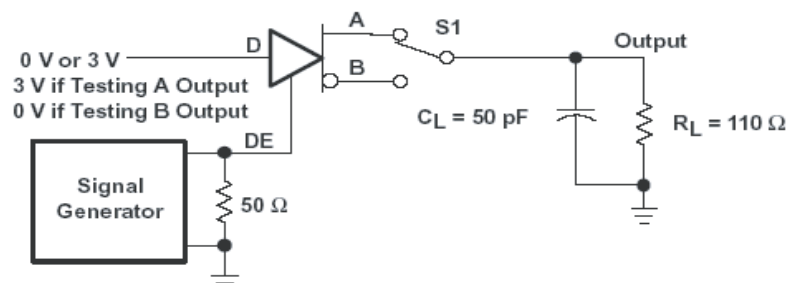 A
S1
D
Output
0 V or 3 V
3 V if Testing A Output
B
0 V if Testing B Output
CL = 50 pF
RL = 110 Ω
DE
Signal
Generator
50 Ω